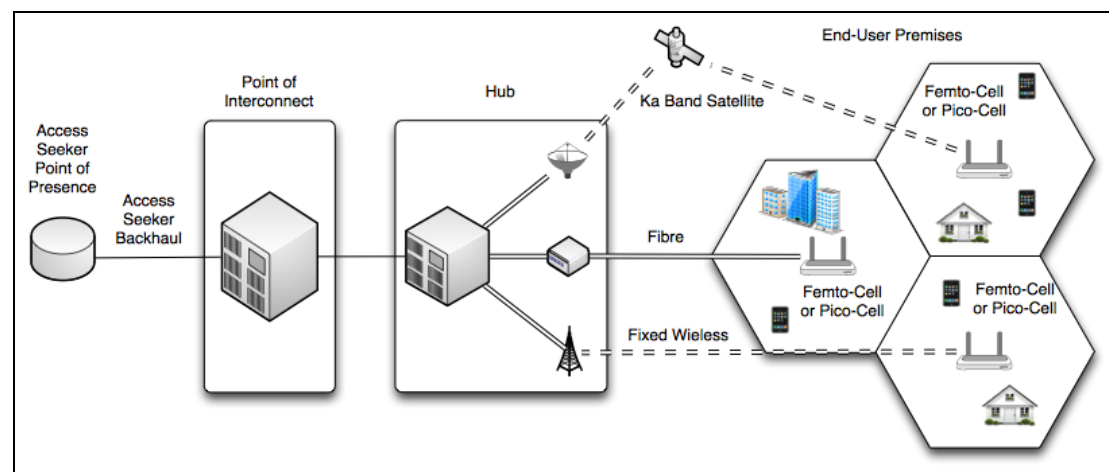 Access
Seeker
Point of
Presence
Access
Seeker
Backhaul
Point of
Interconnect
Hub
Ka Band Satellite
Fibre
Fixed Wieless
End-User Premises
Femto-Cell
or Pico-Cell
Femto-Cell
or Pico-Cell
Femto-Cell
or Pico-Cell